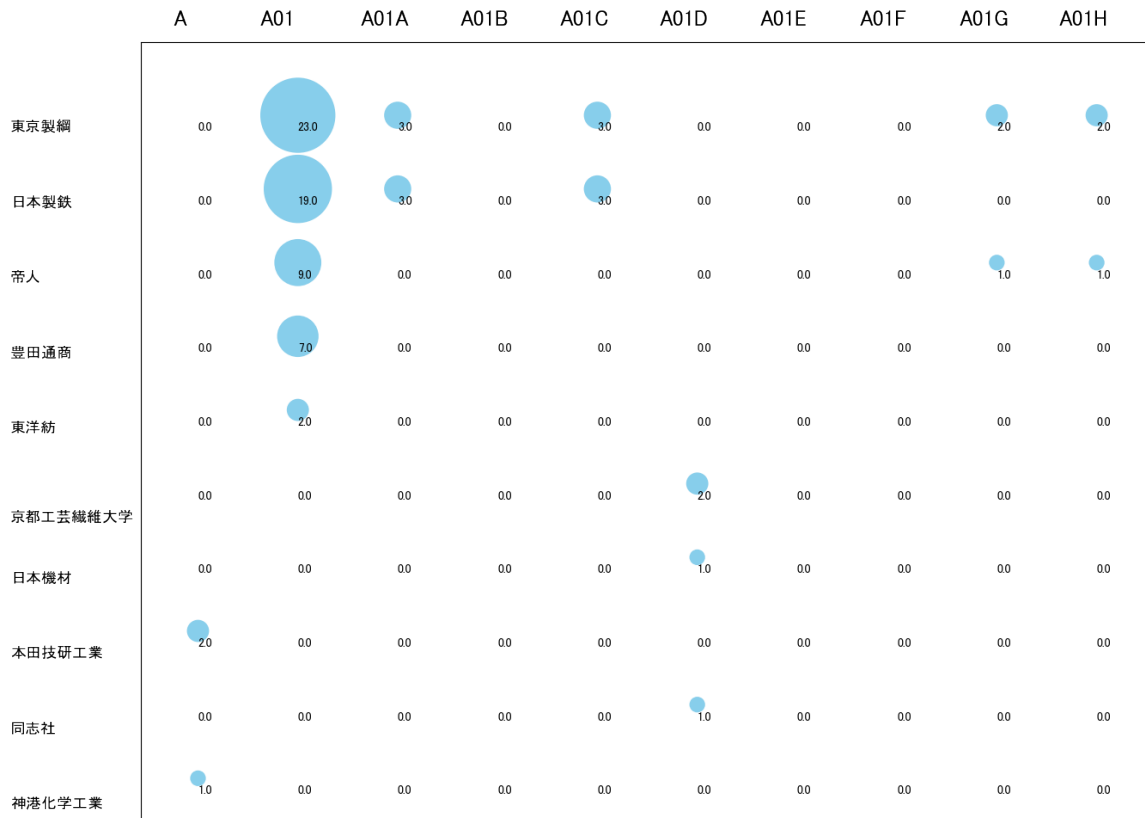 A A01 A01A A01B A01C A01D A01E A01F A01G A01H
東京製綱 0.0 23.0 3.0 0.0 3.0 0.0 0.0 0.0 2.0 2.0
日本製鉄 0.0 19.0 3.0 0.0 3.0 0.0 0.0 0.0 0.0 0.0
帝人 0.0 9.0 0.0 0.0 0.0 0.0 0.0 0.0 1.0 1.0
豊田通商 0.0 7.0 0.0 0.0 0.0 0.0 0.0 0.0 0.0 0.0
東洋紡 0.0 2.0 0.0 0.0 0.0 0.0 0.0 0.0 0.0 0.0
京都工芸繊維大学 0.0 0.0 0.0 0.0 0.0 2.0 0.0 0.0 0.0 0.0
日本機材 0.0 0.0 0.0 0.0 0.0 1.0 0.0 0.0 0.0 0.0
本田技研工業 2.0 0.0 0.0 0.0 0.0 0.0 0.0 0.0 0.0 0.0
同志社 0.0 0.0 0.0 0.0 0.0 1.0 0.0 0.0 0.0 0.0
神港化学工業 1.0 0.0 0.0 0.0 0.0 0.0 0.0 0.0 0.0 0.0